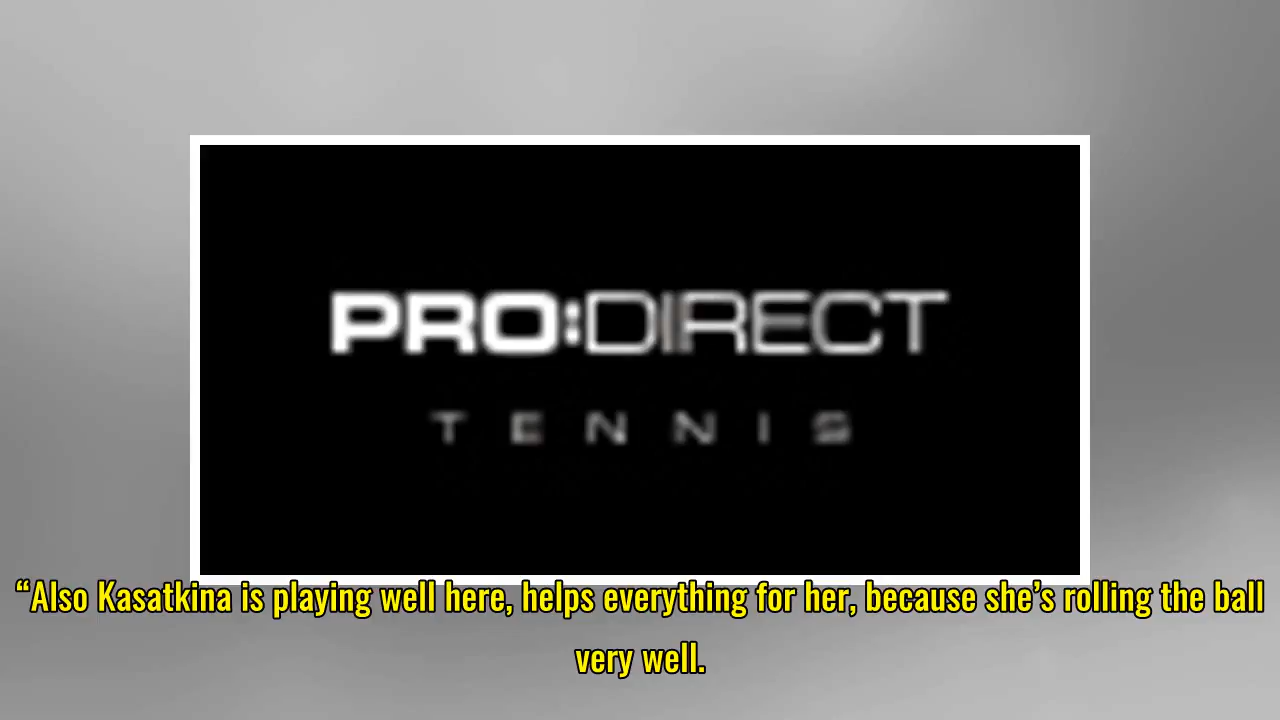 PRO:DIRECT
TENNIS
“Also Kasatkina is playing well here, helps everything for her, because she’s rolling the ball
very well.